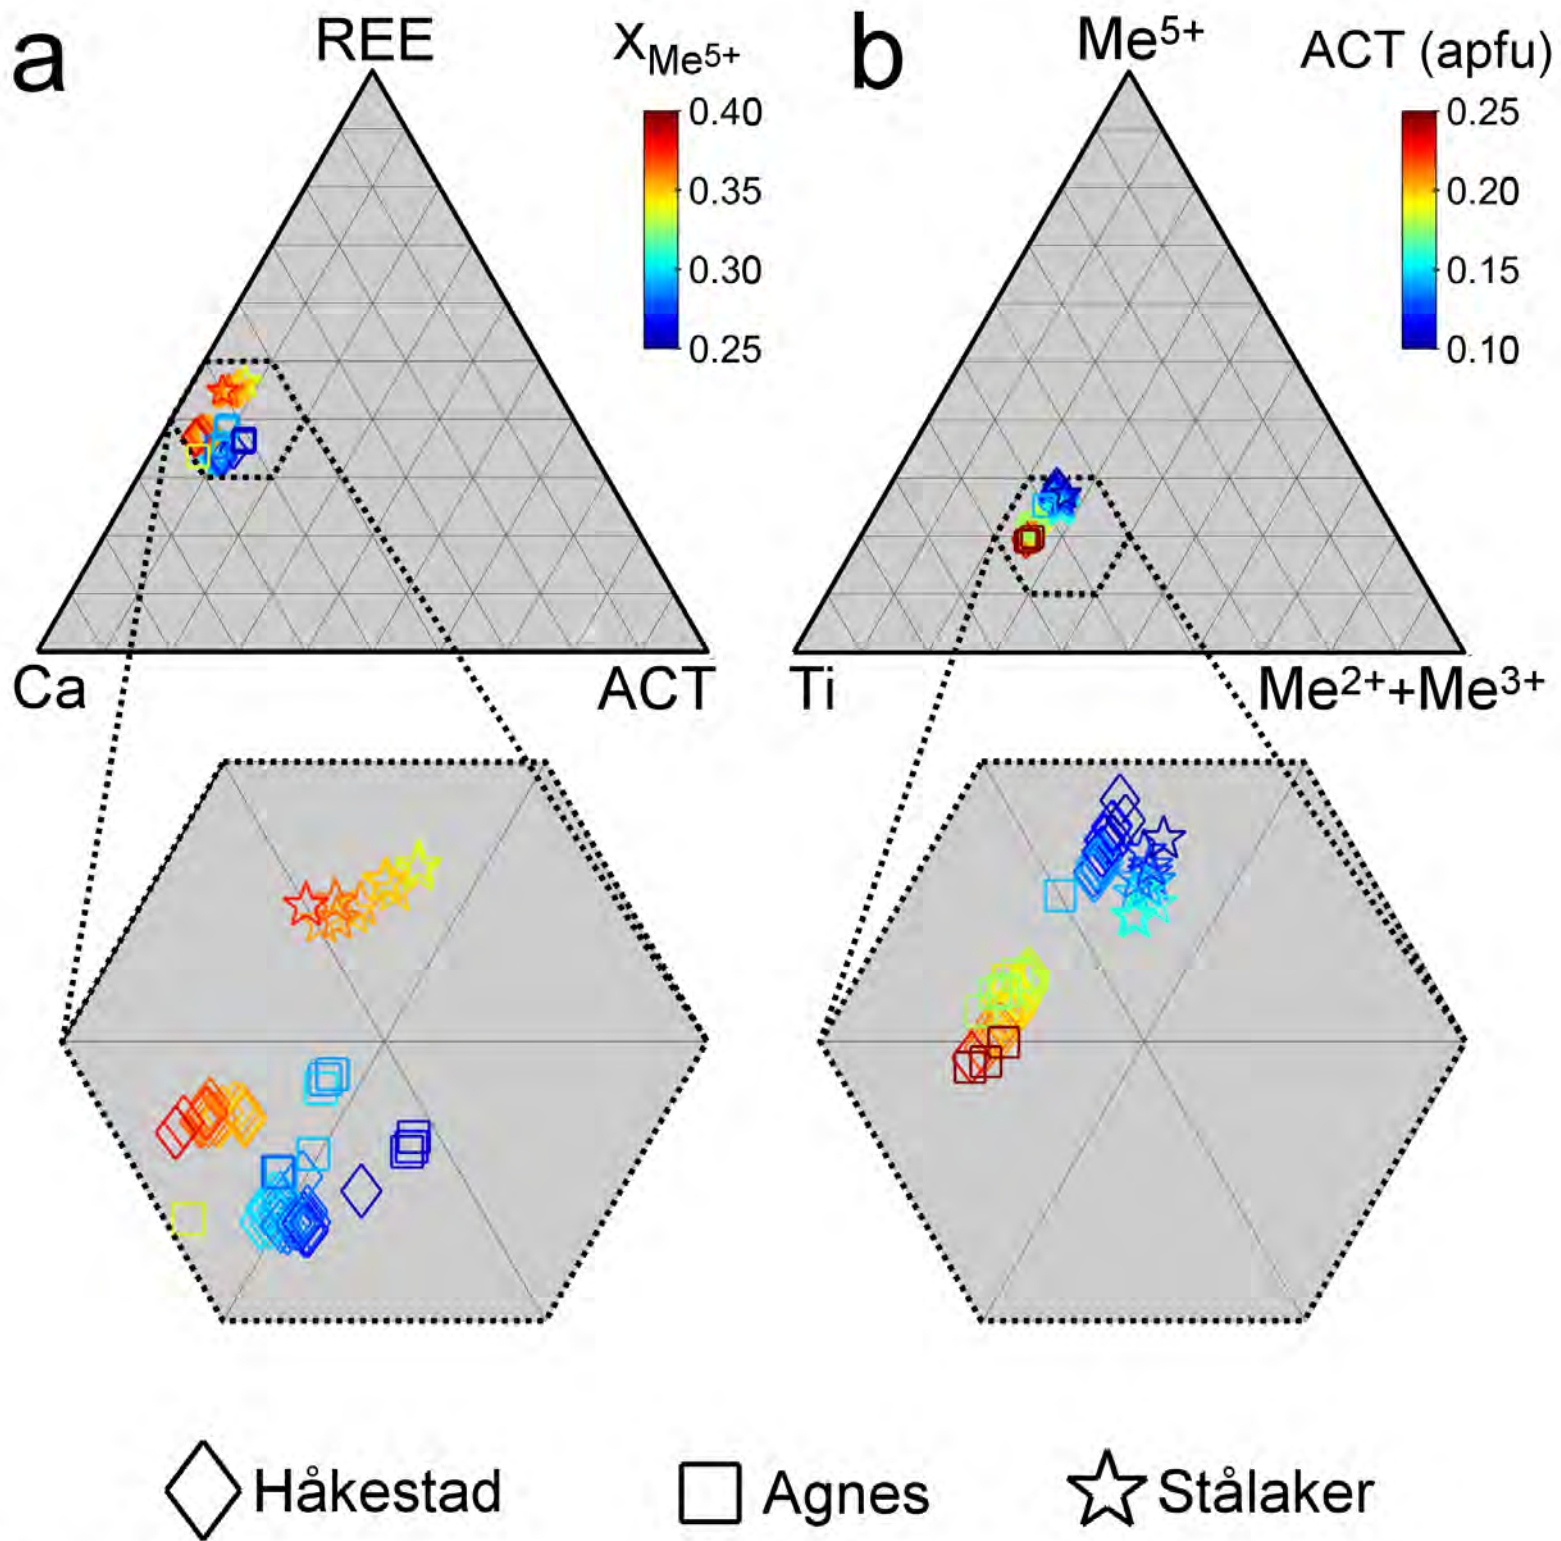 a
REE
X Me⁵⁺
0.40
0.35
0.30
0.25
Ca
ACT
b
Me⁵⁺
ACT (apfu)
0.25
0.20
0.15
0.10
Ti
Me²⁺+Me³⁺
Håkestad
Agnes
Stålaker